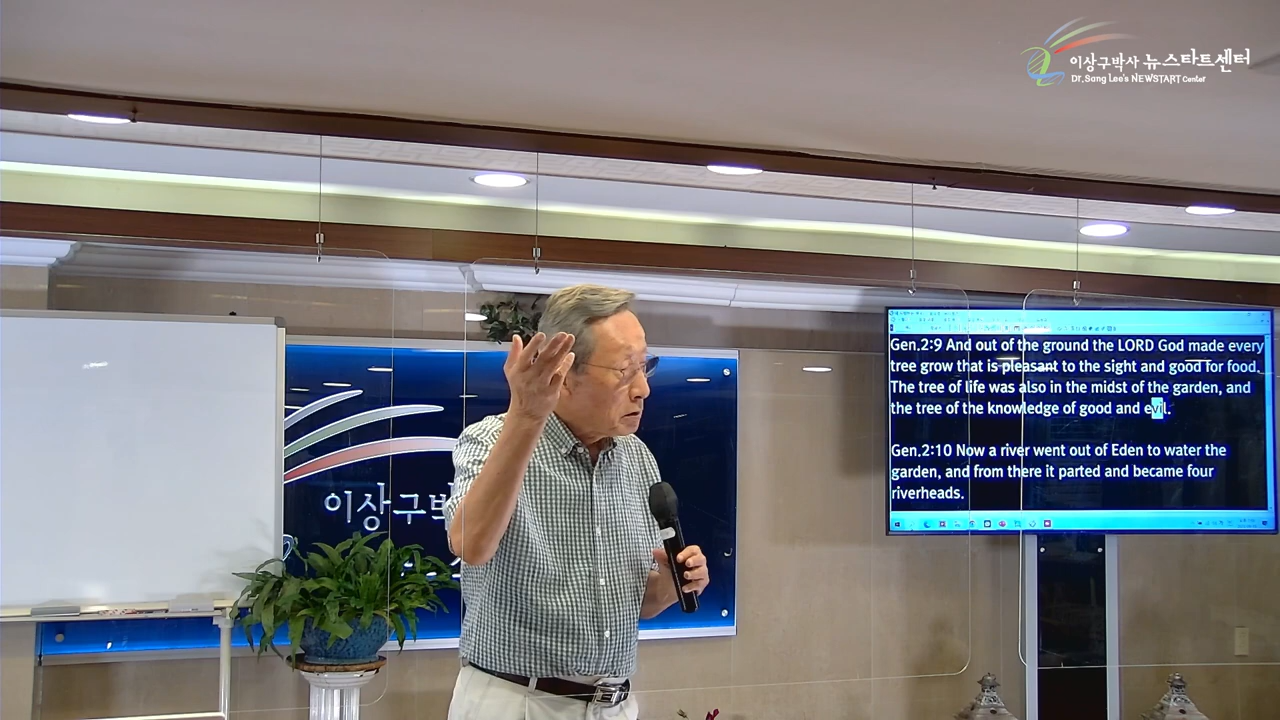 이상구박사 뉴스타트센터
Dr. Sang Lee's NEWSTART Center
Gen.2:9 And out of the ground the LORD God made every
tree grow that is pleasant to the sight and good for food.
The tree of life was also in the midst of the garden, and
the tree of the knowledge of good and evil.
Gen.2:10 Now a river went out of Eden to water the
garden, and from there it parted and became four
riverheads.
이상구박